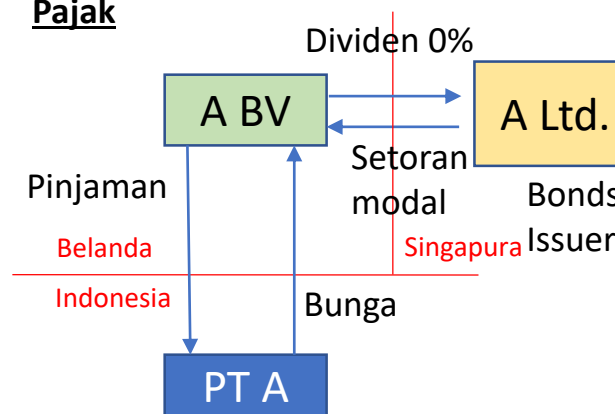 Pajak
Dividen 0%
A BV
A Ltd.
Setoran
modal
Pinjaman
Bonds
Issuer
Belanda
Singapura
Indonesia
Bunga
PT A